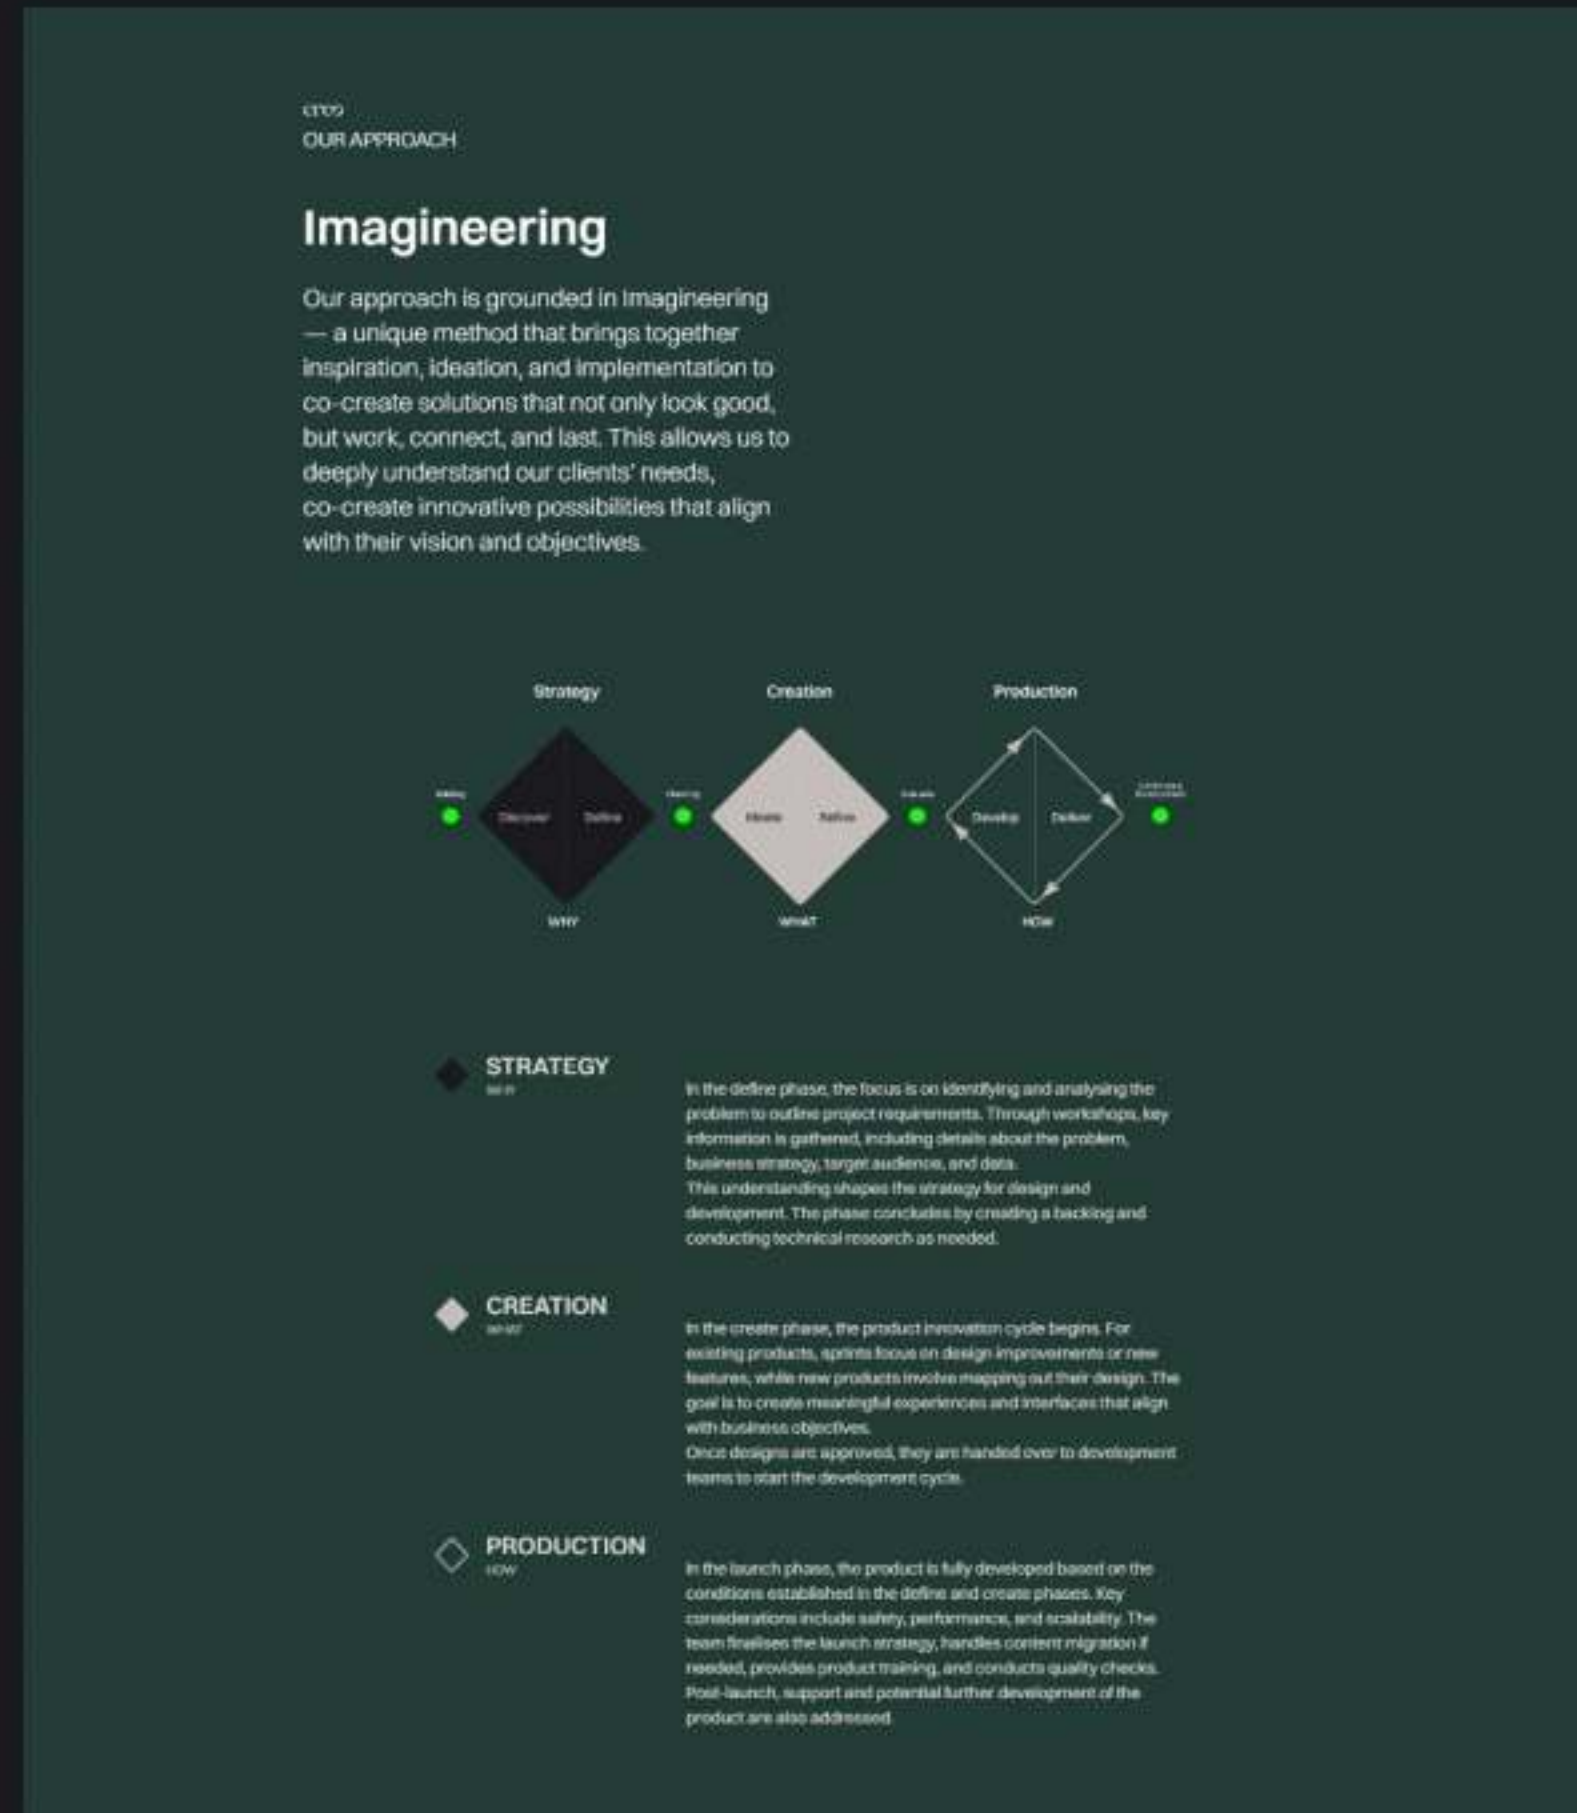 OUR APPROACH
Imagineering
Our approach is grounded in Imagineering
— a unique method that brings together
inspiration, ideation, and implementation to
co-create solutions that not only look good,
but work, connect, and last. This allows us to
deeply understand our clients' needs,
co-create innovative possibilities that align
with their vision and objectives.
Strategy Creation Production
Discover Define Ideate Refine Develop Deliver
WHY WHAT HOW
STRATEGY
WHY
In the define phase, the focus is on identifying and analysing the
problem to outline project requirements. Through workshops, key
information is gathered, including details about the problem,
business strategy, target audience, and data.
This understanding shapes the strategy for design and
development. The phase concludes by creating a backlog and
conducting technical research as needed.
CREATION
WHAT
In the create phase, the product innovation cycle begins. For
existing products, sprints focus on design improvements or new
features, while new products involve mapping out their design. The
goal is to create meaningful experiences and interfaces that align
with business objectives.
Once designs are approved, they are handed over to development
teams to start the development cycle.
PRODUCTION
HOW
In the launch phase, the product is fully developed based on the
conditions established in the define and create phases. Key
considerations include safety, performance, and scalability. The
team finalises the launch strategy, handles content migration if
needed, provides product training, and conducts quality checks.
Post-launch, support and potential further development of the
product are also addressed.